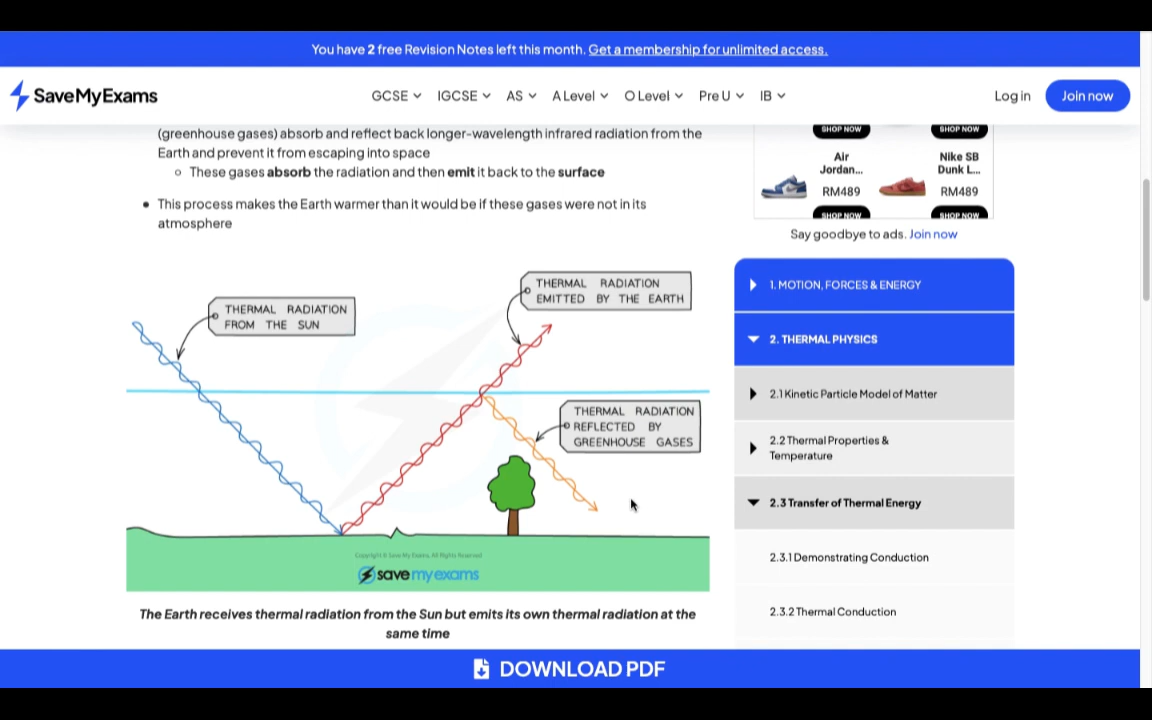 You have 2 free Revision Notes left this month. Get a membership for unlimited access.
SaveMyExams
GCSE
IGCSE
AS
A Level
O Level
Pre U
IB
Log in
Join now
(greenhouse gases) absorb and reflect back longer-wavelength infrared radiation from the
Earth and prevent it from escaping into space
These gases absorb the radiation and then emit it back to the surface
This process makes the Earth warmer than it would be if these gases were not in its
atmosphere
THERMAL RADIATION
FROM THE SUN
THERMAL RADIATION
EMITTED BY THE EARTH
THERMAL RADIATION
REFLECTED BY
GREENHOUSE GASES
Copyright © Save My Exams. All Rights Reserved
save my exams
The Earth receives thermal radiation from the Sun but emits its own thermal radiation at the
same time
SHOP NOW
SHOP NOW
Air
Jordan...
RM489
SHOP NOW
Nike SB
Dunk L...
RM489
SHOP NOW
Say goodbye to ads. Join now
1. MOTION, FORCES & ENERGY
2. THERMAL PHYSICS
2.1 Kinetic Particle Model of Matter
2.2 Thermal Properties &
Temperature
2.3 Transfer of Thermal Energy
2.3.1 Demonstrating Conduction
2.3.2 Thermal Conduction
DOWNLOAD PDF